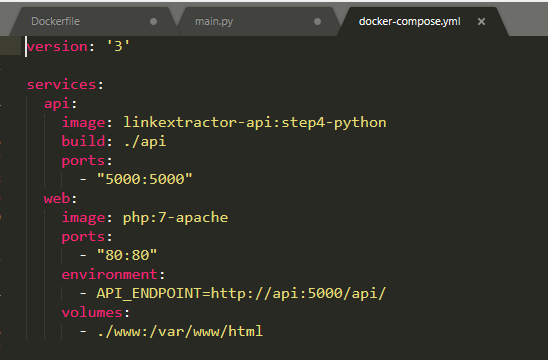 Dockerfile
main.py
docker-compose.yml
version: '3'
services:
  api:
    image: linkextractor-api:step4-python
    build: ./api
    ports:
      - "5000:5000"
  web:
    image: php:7-apache
    ports:
      - "80:80"
    environment:
      - API_ENDPOINT=http://api:5000/api/
    volumes:
      - ./www:/var/www/html